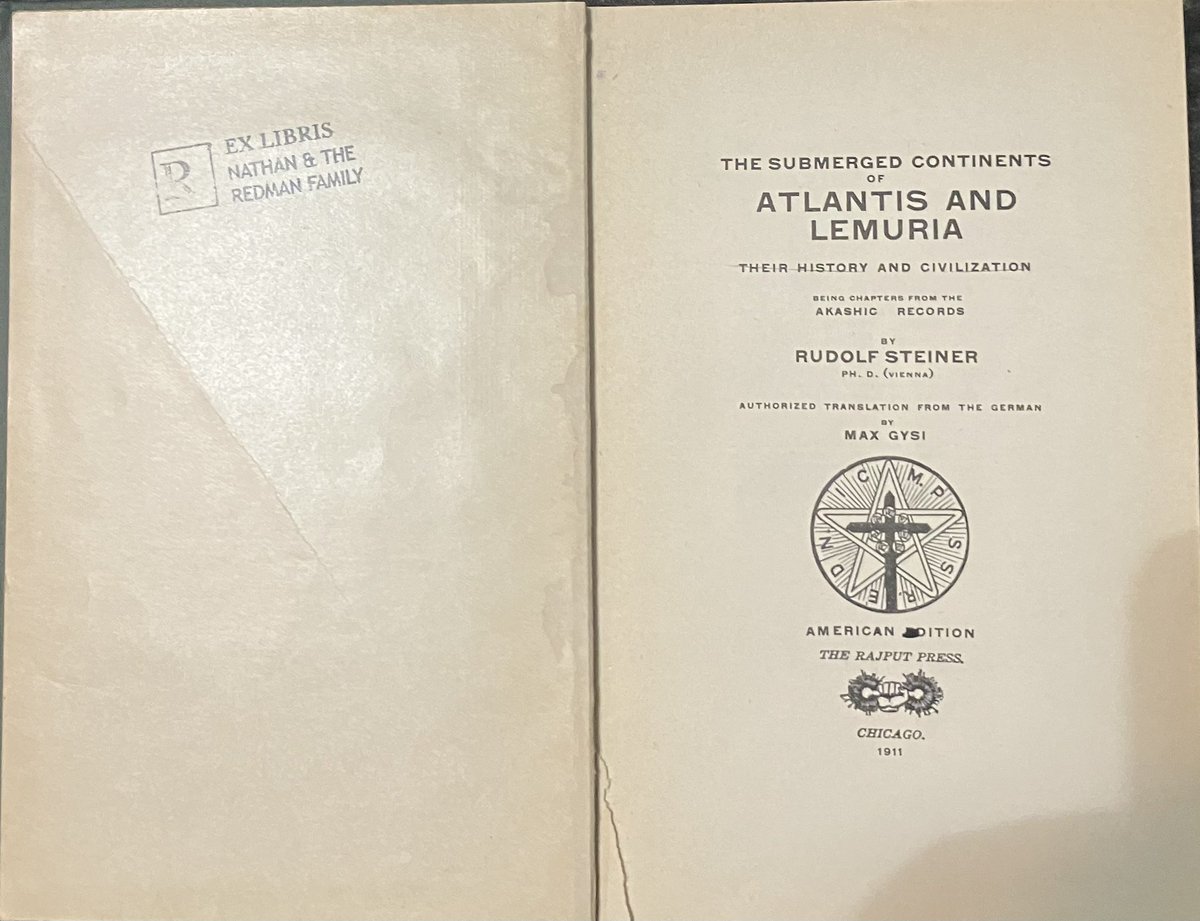 R
EX LIBRIS
NATHAN & THE
REDMAN FAMILY
THE SUBMERGED CONTINENTS
OF
ATLANTIS AND
LEMURIA
THEIR HISTORY AND CIVILIZATION
BEING CHAPTERS FROM THE
AKASHIC RECORDS
BY
RUDOLF STEINER
PH. D. (VIENNA)
AUTHORIZED TRANSLATION FROM THE GERMAN
BY
MAX GYSI
I. C. M. P. S. S. R. E. D. N.
AMERICAN EDITION
THE RAJPUT PRESS.
CHICAGO.
1911